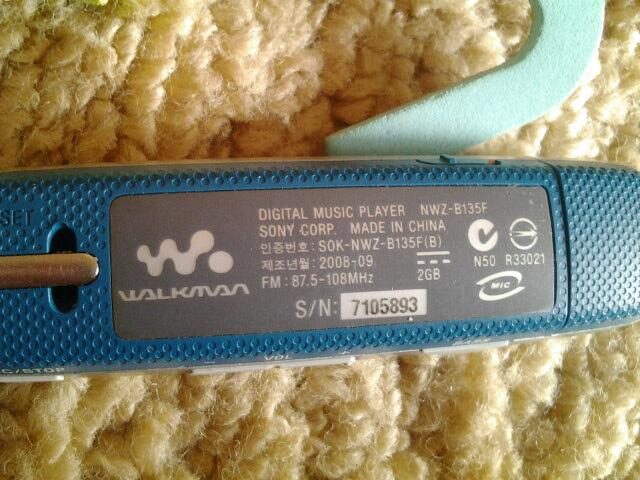 SET
DIGITAL MUSIC PLAYER NWZ-B135F
SONY CORP. MADE IN CHINA
인증번호: SOK-NWZ-B135F(B)
제조년월: 2008-09
FM: 87.5-108MHz
2GB
N50 R33021
MIC
WALKMAN
S/N: 7105893
C/STOP
VOL